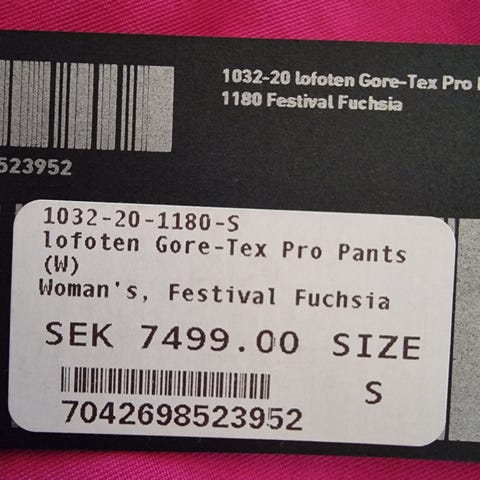 1032-20 lofoten Gore-Tex Pro
1180 Festival Fuchsia
523952
1032-20-1180-S
lofoten Gore-Tex Pro Pants
(W)
Woman's, Festival Fuchsia
SEK 7499.00 SIZE
S
7042698523952